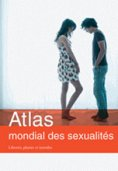 Atlas
mondial des sexualités
Libertés, plaisirs et interdits